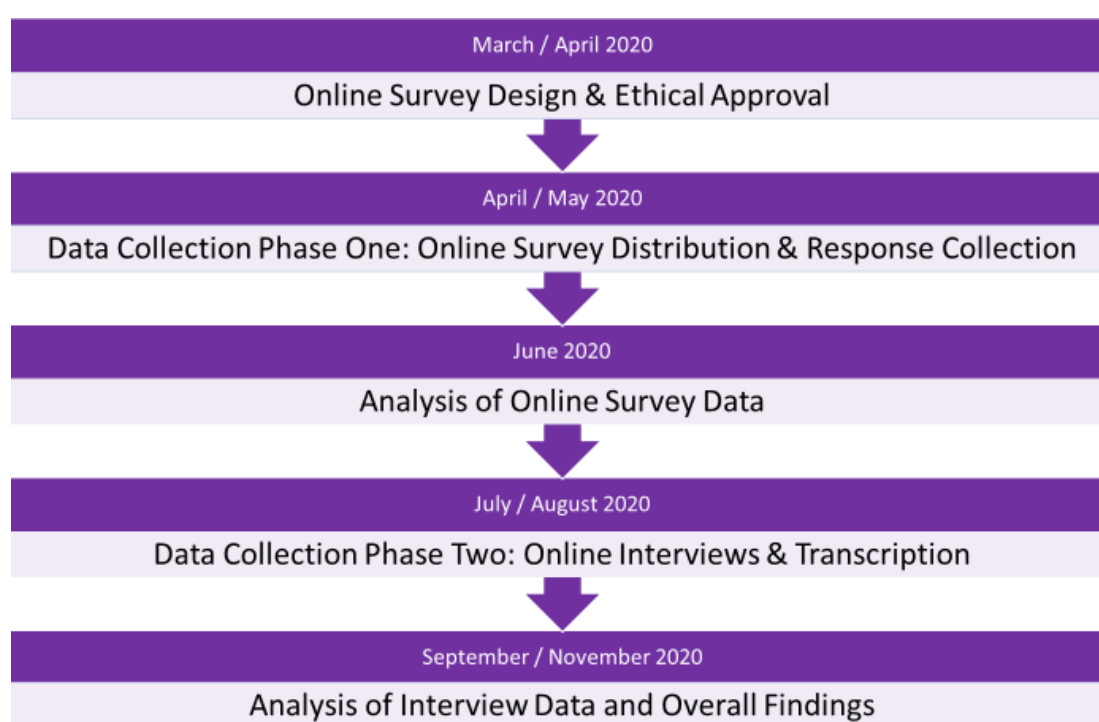 March / April 2020
Online Survey Design & Ethical Approval
April / May 2020
Data Collection Phase One: Online Survey Distribution & Response Collection
June 2020
Analysis of Online Survey Data
July / August 2020
Data Collection Phase Two: Online Interviews & Transcription
September / November 2020
Analysis of Interview Data and Overall Findings